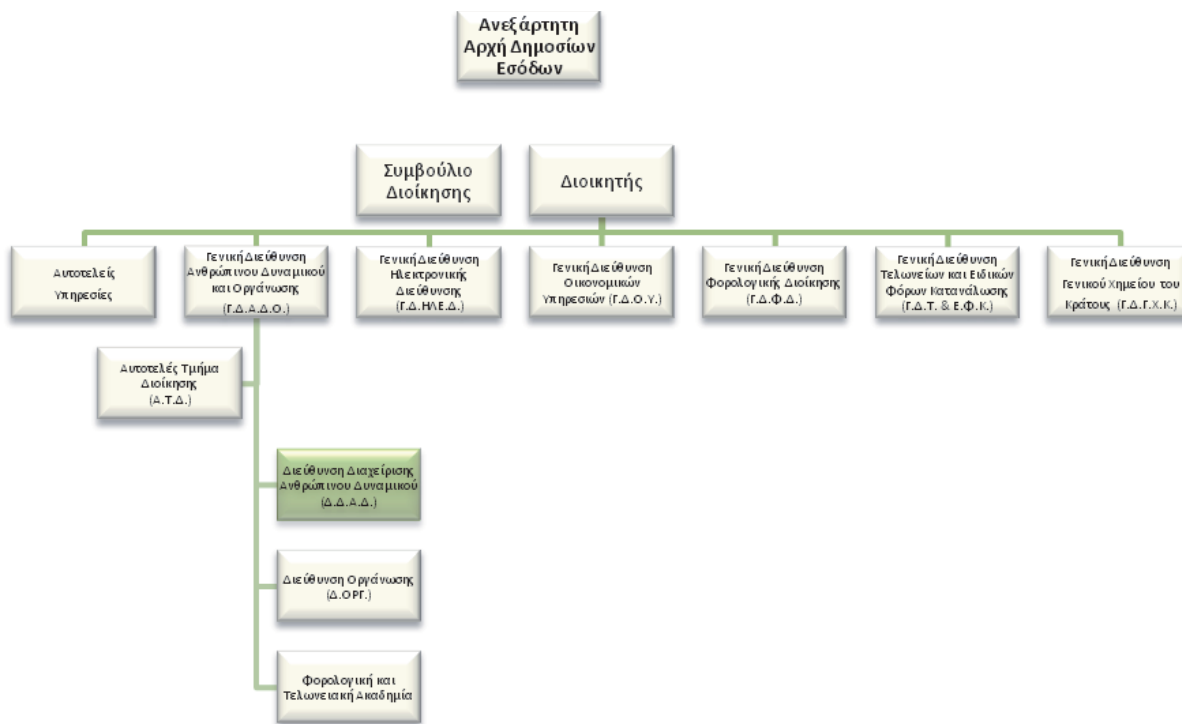 Ανεξάρτητη
Αρχή Δημοσίων
Εσόδων
Συμβούλιο
Διοίκησης
Διοικητής
Αυτοτελείς
Υπηρεσίες
Γενική Διεύθυνση
Ανθρώπινου Δυναμικού
και Οργάνωσης
(Γ.Δ.Α.Δ.Ο.)
Γενική Διεύθυνση
Ηλεκτρονικής
Διεύθυνσης
(Γ.Δ.ΗΛΕ.Δ.)
Γενική Διεύθυνση
Οικονομικών
Υπηρεσιών (Γ.Δ.Ο.Υ.)
Γενική Διεύθυνση
Φορολογικής Διοίκησης
(Γ.Δ.Φ.Δ.)
Γενική Διεύθυνση
Τελωνείων και Ειδικών
Φόρων Κατανάλωσης
(Γ.Δ.Τ. & Ε.Φ.Κ.)
Γενική Διεύθυνση
Γενικού Χημείου του
Κράτους (Γ.Δ.Γ.Χ.Κ.)
Αυτοτελές Τμήμα
Διοίκησης
(Α.Τ.Δ.)
Διεύθυνση Διαχείρισης
Ανθρώπινου Δυναμικού
(Δ.Δ.Α.Δ.)
Διεύθυνση Οργάνωσης
(Δ.ΟΡΓ.)
Φορολογική και
Τελωνειακή Ακαδημία